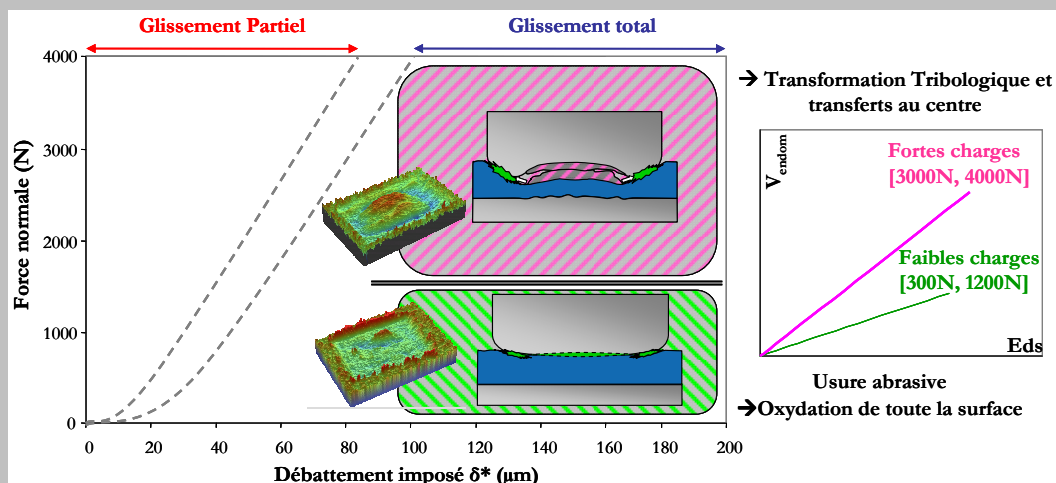 Glissement Partiel
Glissement total
4000
3000
2000
1000
0
Force normale (N)
0 20 40 60 80 100 120 140 160 180 200
Débattement imposé δ* (μm)
➔ Transformation Tribologique et
transferts au centre
Vendom
Fortes charges
[3000N, 4000N]
Faibles charges
[300N, 1200N]
Eds
Usure abrasive
➔Oxydation de toute la surface